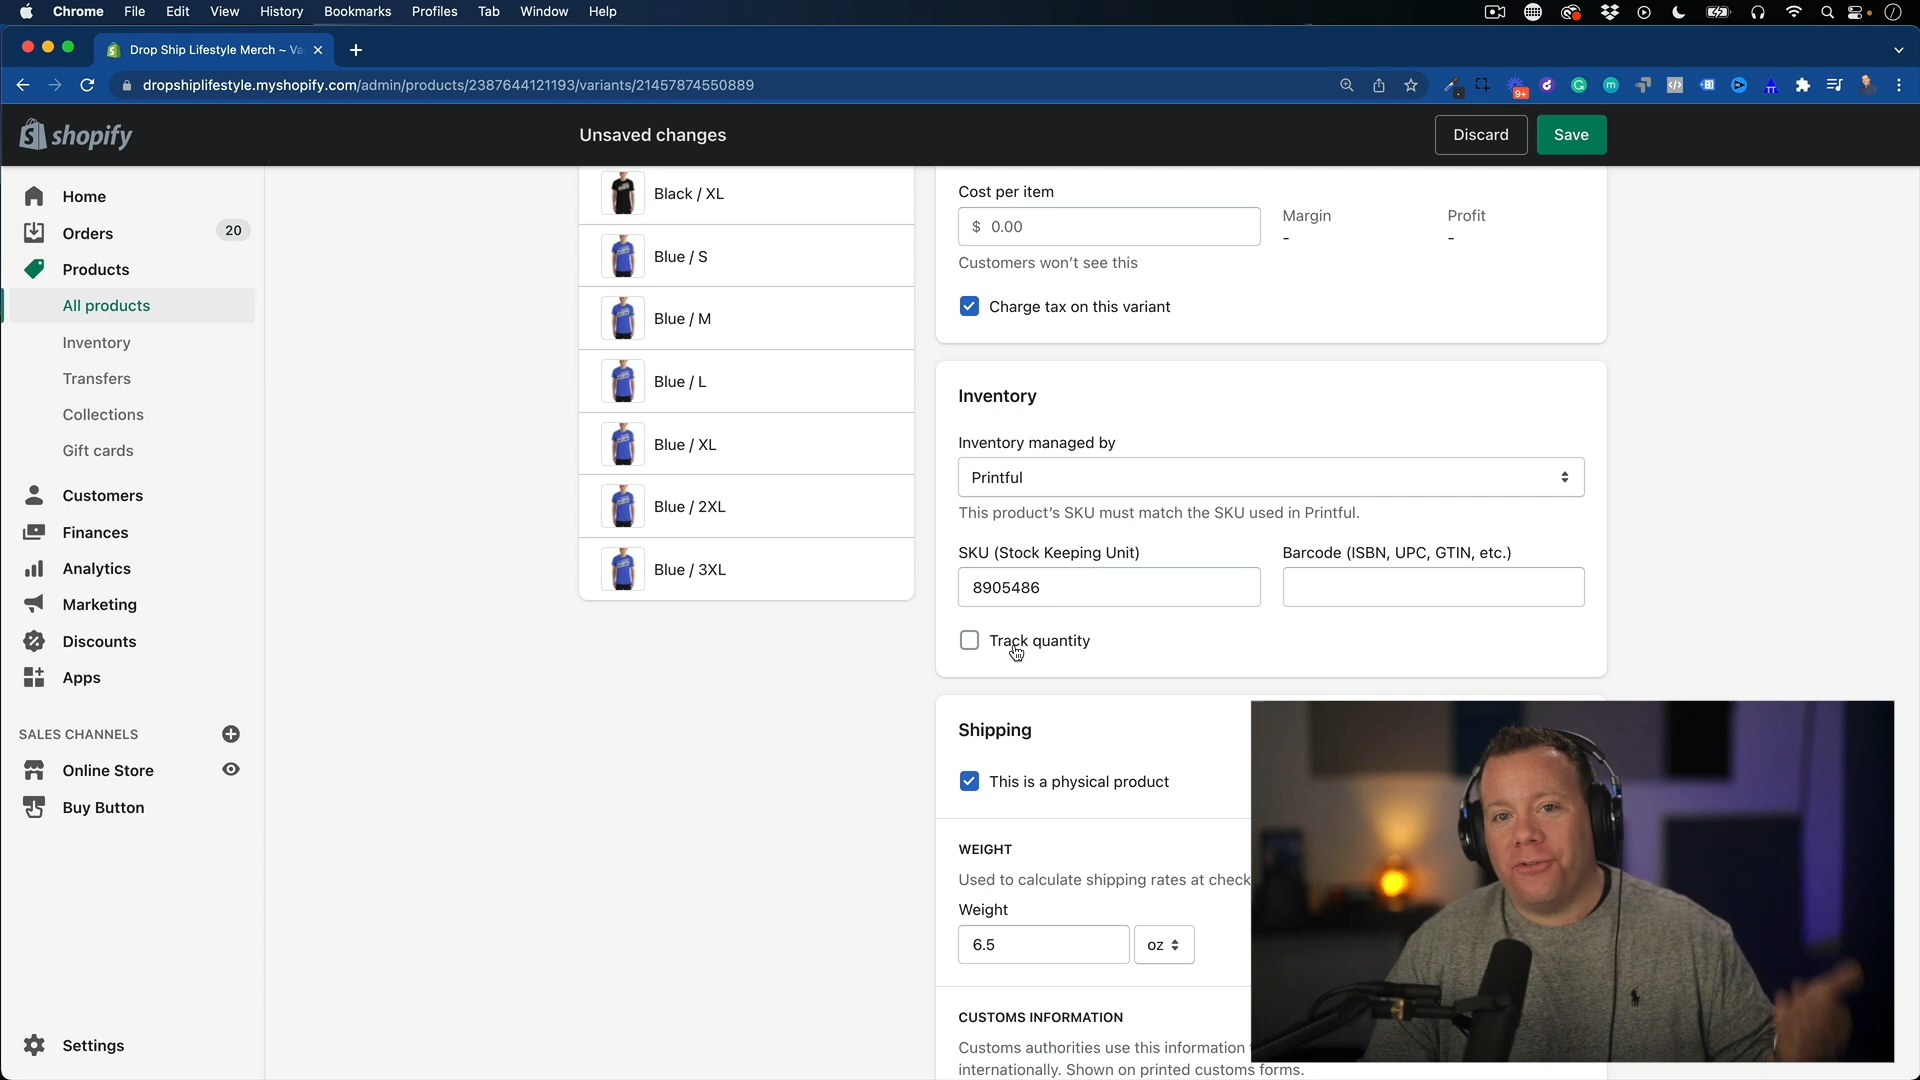 Chrome File Edit View History Bookmarks Profiles Tab Window Help
Drop Ship Lifestyle Merch ~ Va
dropshiplifestyle.myshopify.com/admin/products/2387644121193/variants/21457874550889
9+
shopify
Unsaved changes
Discard
Save
Home
Orders 20
Products
All products
Inventory
Transfers
Collections
Gift cards
Customers
Finances
Analytics
Marketing
Discounts
Apps
SALES CHANNELS
Online Store
Buy Button
Settings
Black / XL
Blue / S
Blue / M
Blue / L
Blue / XL
Blue / 2XL
Blue / 3XL
Cost per item
$ 0.00
Margin
-
Profit
-
Customers won't see this
Charge tax on this variant
Inventory
Inventory managed by
Printful
This product's SKU must match the SKU used in Printful.
SKU (Stock Keeping Unit)
8905486
Barcode (ISBN, UPC, GTIN, etc.)
Track quantity
Shipping
This is a physical product
WEIGHT
Used to calculate shipping rates at check
Weight
6.5
oz
CUSTOMS INFORMATION
Customs authorities use this information
internationally. Shown on printed customs forms.